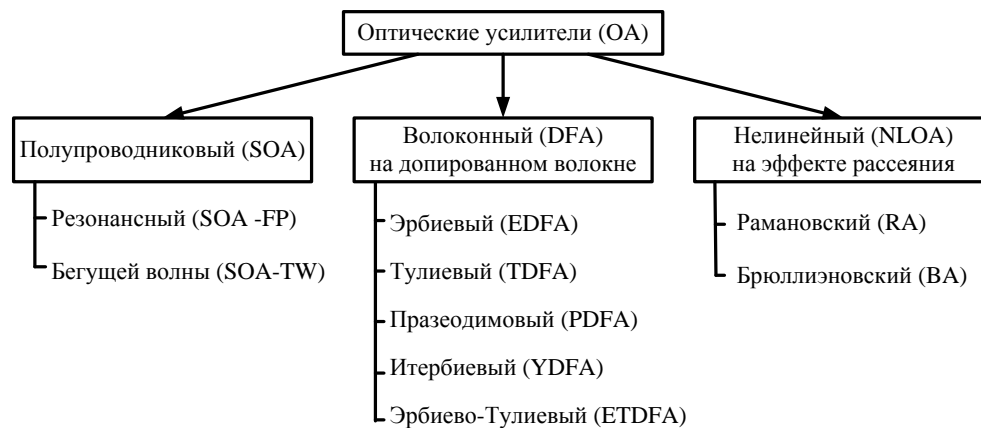 Оптические усилители (OA)
Полупроводниковый (SOA)
Резонансный (SOA -FP)
Бегущей волны (SOA-TW)
Волоконный (DFA)
на допированном волокне
Эрбиевый (EDFA)
Тулиевый (TDFA)
Празеодимовый (PDFA)
Итербиевый (YDFA)
Эрбиево-Тулиевый (ETDFA)
Нелинейный (NLOA)
на эффекте рассеяния
Рамановский (RA)
Брюллиэновский (BA)